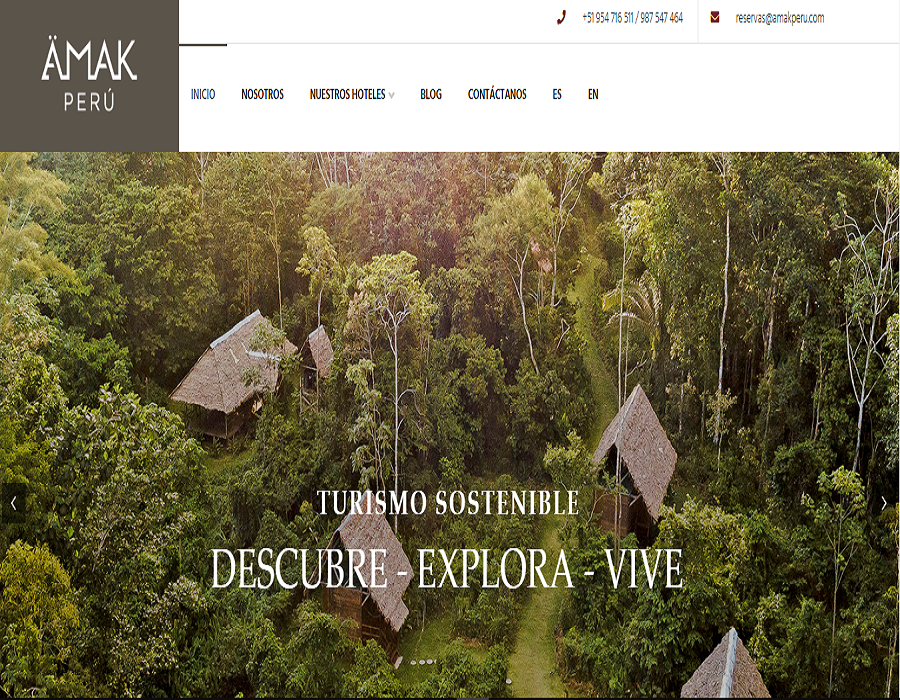 ÄMAK
PERÚ
+51 954 716 511 / 987 547 464
reservas@amakperu.com
INICIO
NOSOTROS
NUESTROS HOTELES
BLOG
CONTÁCTANOS
ES
EN
TURISMO SOSTENIBLE
DESCUBRE - EXPLORA - VIVE